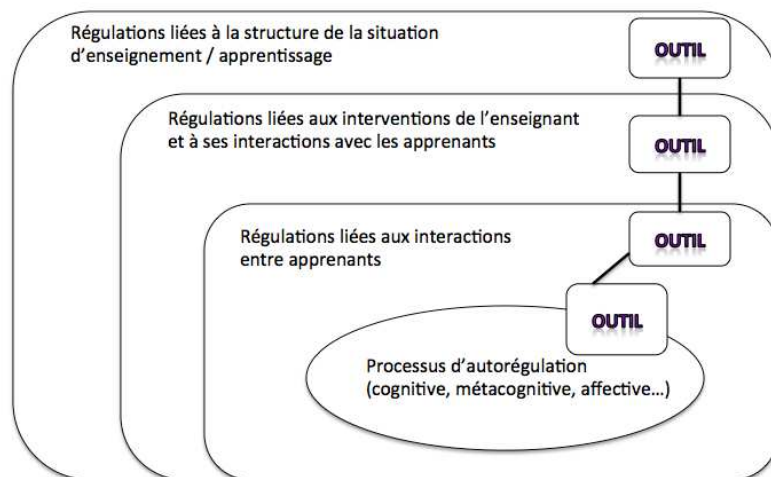 Régulations liées à la structure de la situation
d’enseignement / apprentissage
OUTIL
Régulations liées aux interventions de l’enseignant
et à ses interactions avec les apprenants
OUTIL
Régulations liées aux interactions
entre apprenants
OUTIL
OUTIL
Processus d’autorégulation
(cognitive, métacognitive, affective…)